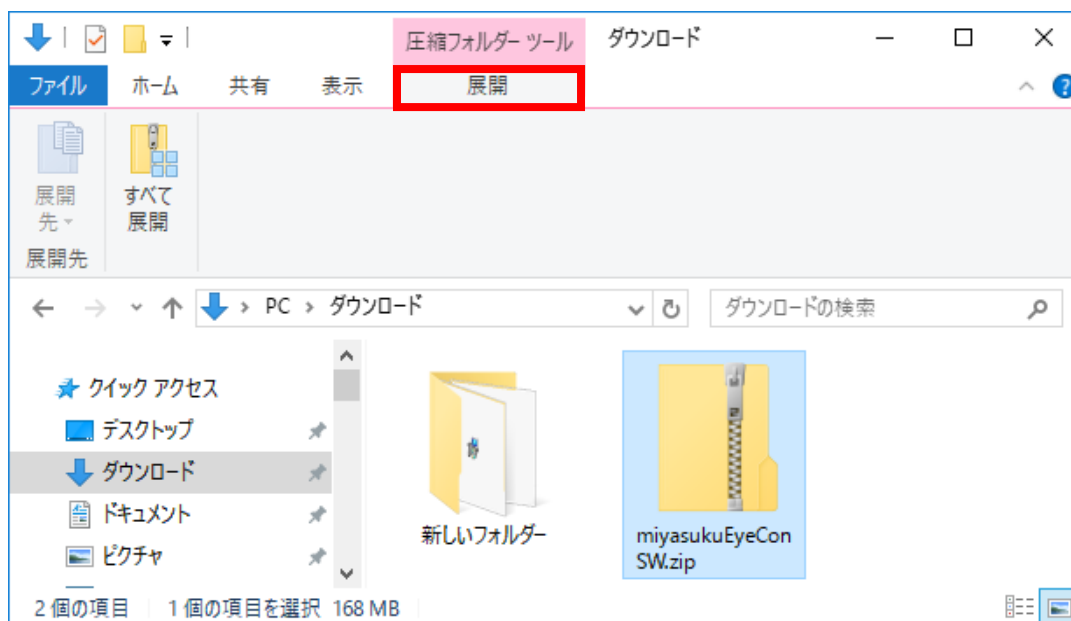 圧縮フォルダー ツール ダウンロード
ファイル ホーム 共有 表示 展開
展開
先
すべて
展開
展開先
PC ダウンロード ダウンロードの検索
クイック アクセス
デスクトップ
ダウンロード
ドキュメント
ピクチャ
新しいフォルダー
miyasukuEyeCon
SW.zip
2 個の項目 1 個の項目を選択 168 MB